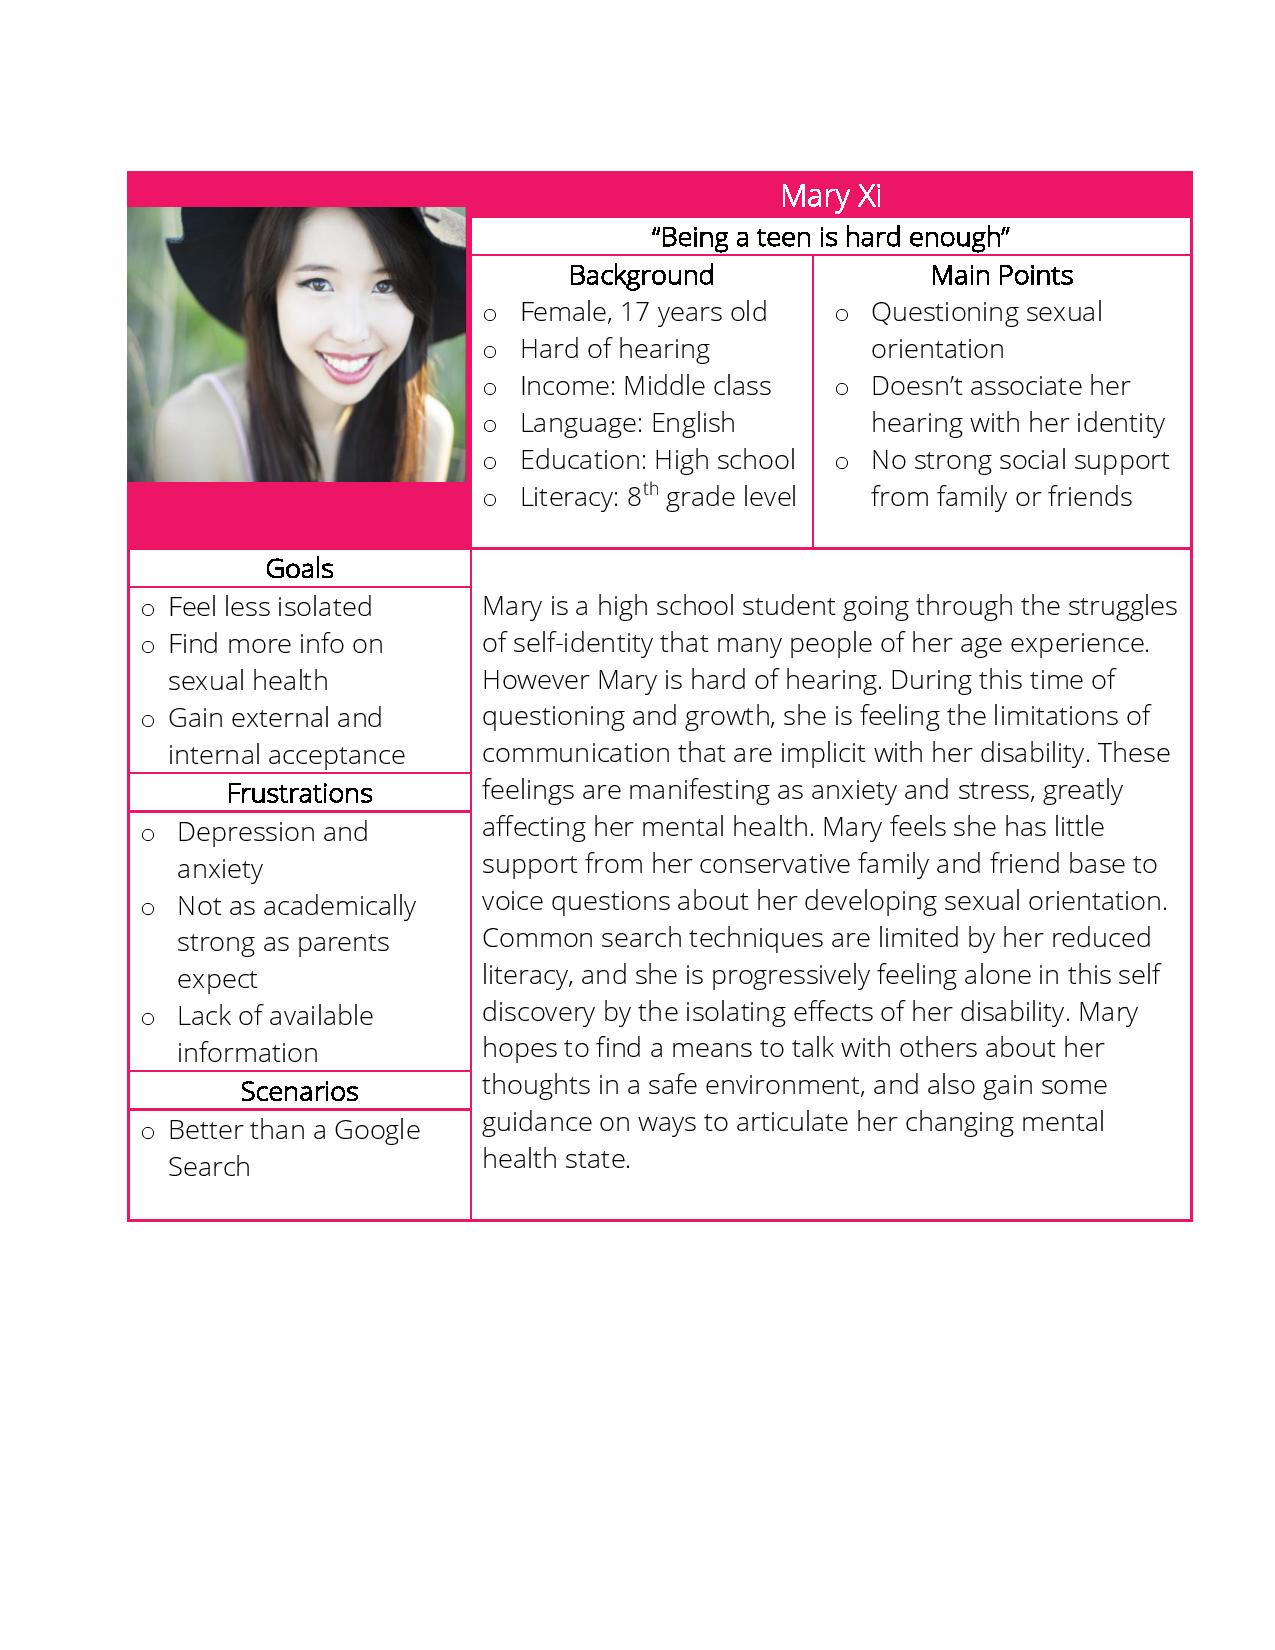 Mary Xi
“Being a teen is hard enough”
Background
o Female, 17 years old
o Hard of hearing
o Income: Middle class
o Language: English
o Education: High school
o Literacy: 8th grade level
Main Points
o Questioning sexual
orientation
o Doesn’t associate her
hearing with her identity
o No strong social support
from family or friends
Goals
o Feel less isolated
o Find more info on
sexual health
o Gain external and
internal acceptance
Frustrations
o Depression and
anxiety
o Not as academically
strong as parents
expect
o Lack of available
information
Scenarios
o Better than a Google
Search
Mary is a high school student going through the struggles
of self-identity that many people of her age experience.
However Mary is hard of hearing. During this time of
questioning and growth, she is feeling the limitations of
communication that are implicit with her disability. These
feelings are manifesting as anxiety and stress, greatly
affecting her mental health. Mary feels she has little
support from her conservative family and friend base to
voice questions about her developing sexual orientation.
Common search techniques are limited by her reduced
literacy, and she is progressively feeling alone in this self
discovery by the isolating effects of her disability. Mary
hopes to find a means to talk with others about her
thoughts in a safe environment, and also gain some
guidance on ways to articulate her changing mental
health state.